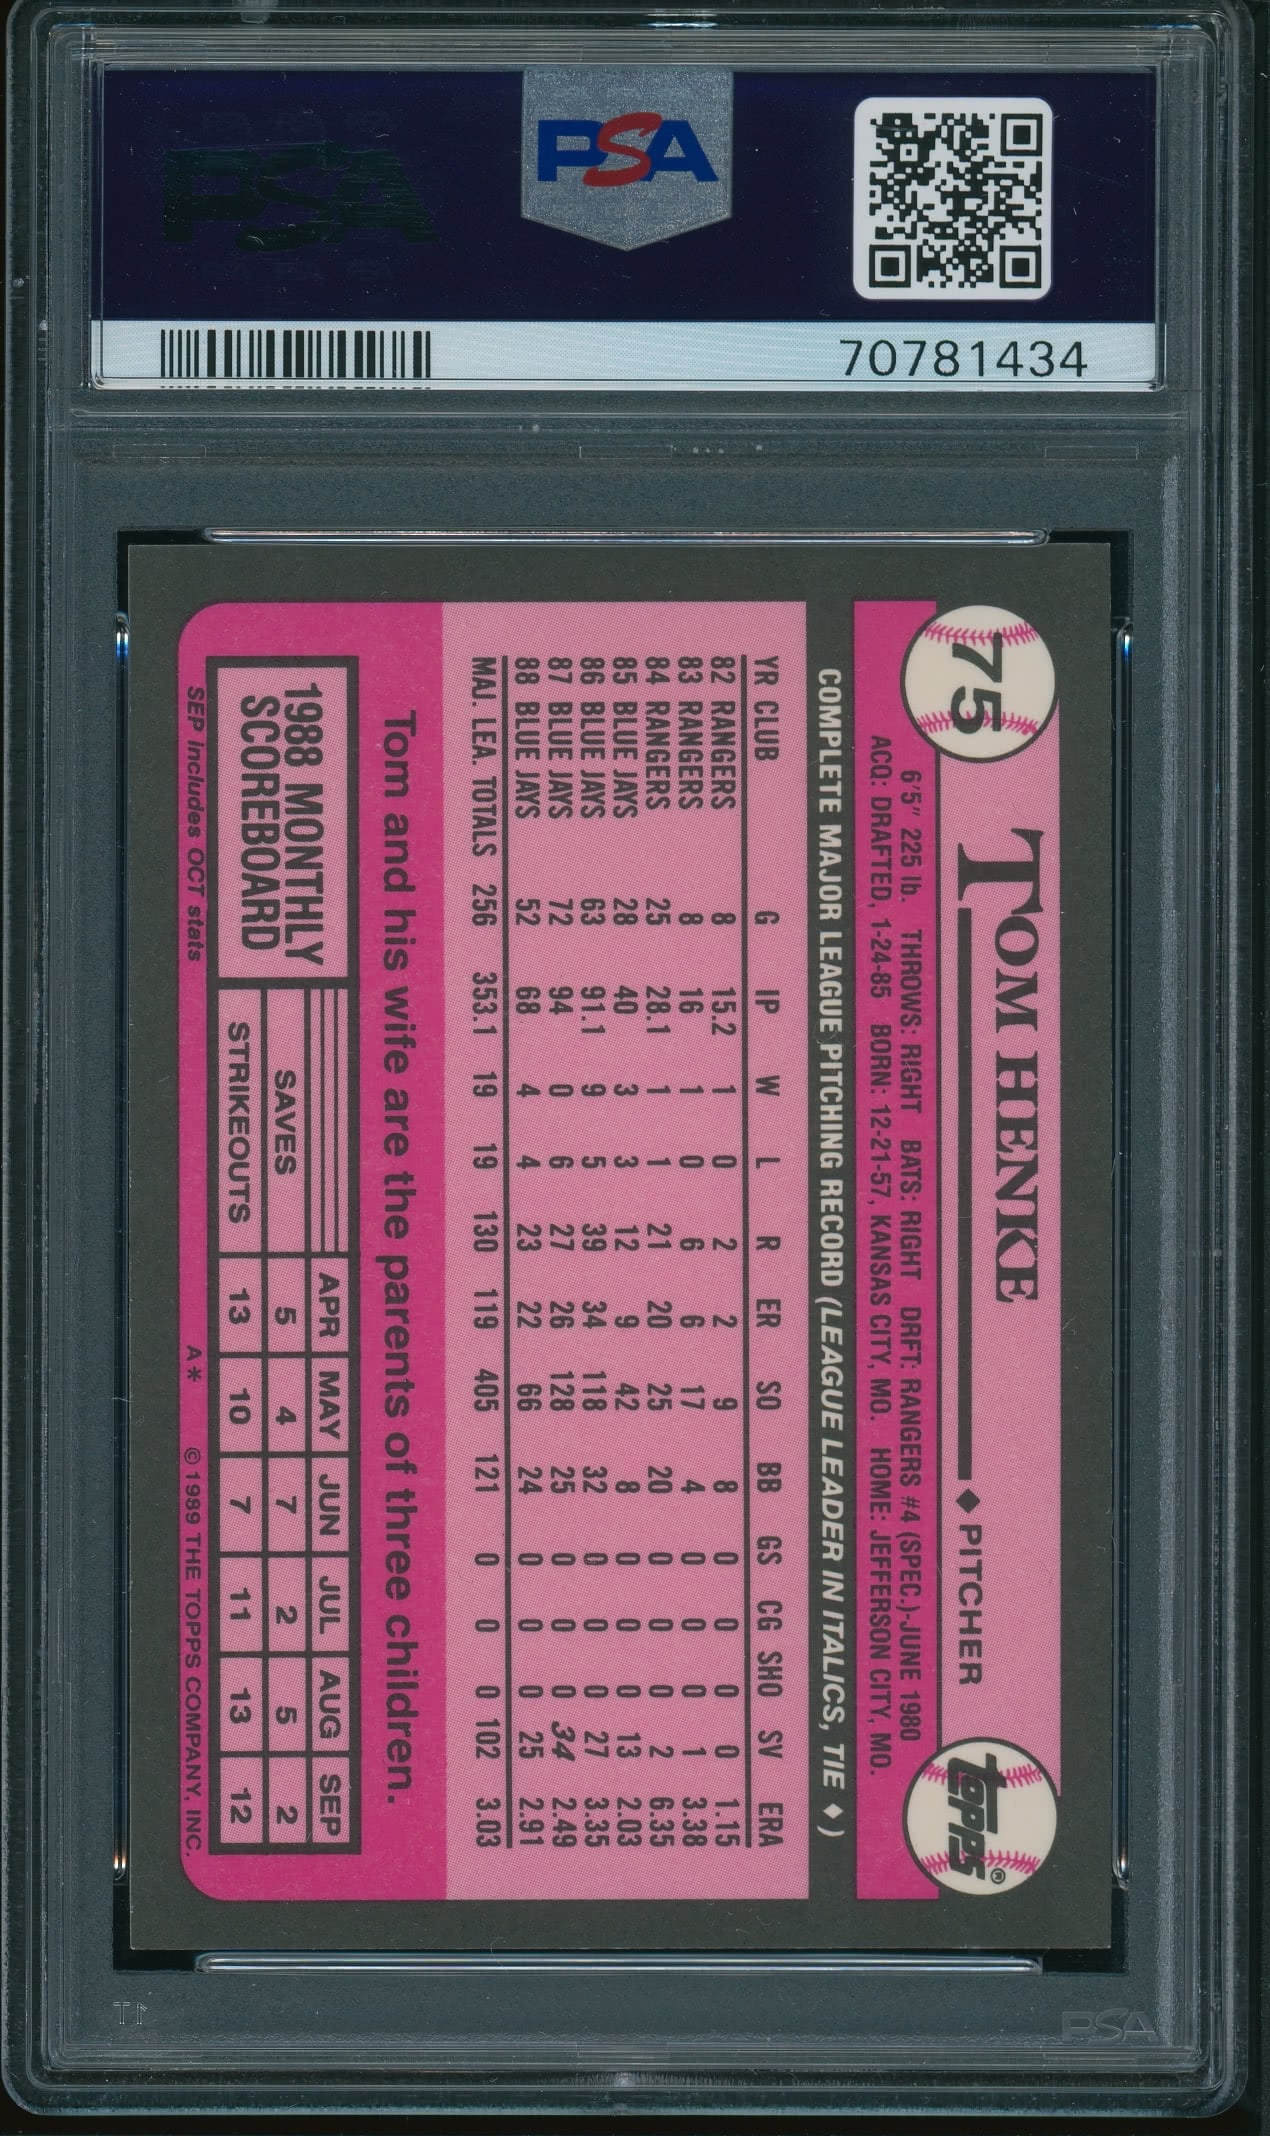 PSA
PSA
70781434
75
TOM HENKE ◆ PITCHER
topps®
6'5" 225 lb. THROWS: RIGHT BATS: RIGHT DRFT: RANGERS #4 (SPEC.)-JUNE 1980
ACQ: DRAFTED, 1-24-85 BORN: 12-21-57, KANSAS CITY, MO. HOME: JEFFERSON CITY, MO.
COMPLETE MAJOR LEAGUE PITCHING RECORD (LEAGUE LEADER IN ITALICS, TIE ◆)
YR CLUB G IP W L R ER SO BB GS CG SHO SV ERA
82 RANGERS 8 15.2 1 0 2 2 9 8 0 0 0 0 1.15
83 RANGERS 8 16 1 0 6 6 17 4 0 0 0 1 3.38
84 RANGERS 25 28.1 1 1 21 20 25 20 0 0 0 2 6.35
85 BLUE JAYS 28 40 3 3 12 9 42 8 0 0 0 13 2.03
86 BLUE JAYS 63 91.1 9 5 39 34 118 32 0 0 0 27 3.35
87 BLUE JAYS 72 94 0 6 27 26 128 25 0 0 0 34 2.49
88 BLUE JAYS 52 68 4 4 23 22 66 24 0 0 0 25 2.91
MAJ. LEA. TOTALS 256 353.1 19 19 130 119 405 121 0 0 0 102 3.03
Tom and his wife are the parents of three children.
1988 MONTHLY
SCOREBOARD
APR MAY JUN JUL AUG SEP
SAVES 5 4 7 2 5 2
STRIKEOUTS 13 10 7 11 13 12
SEP includes OCT stats A* © 1989 THE TOPPS COMPANY, INC.
PSA